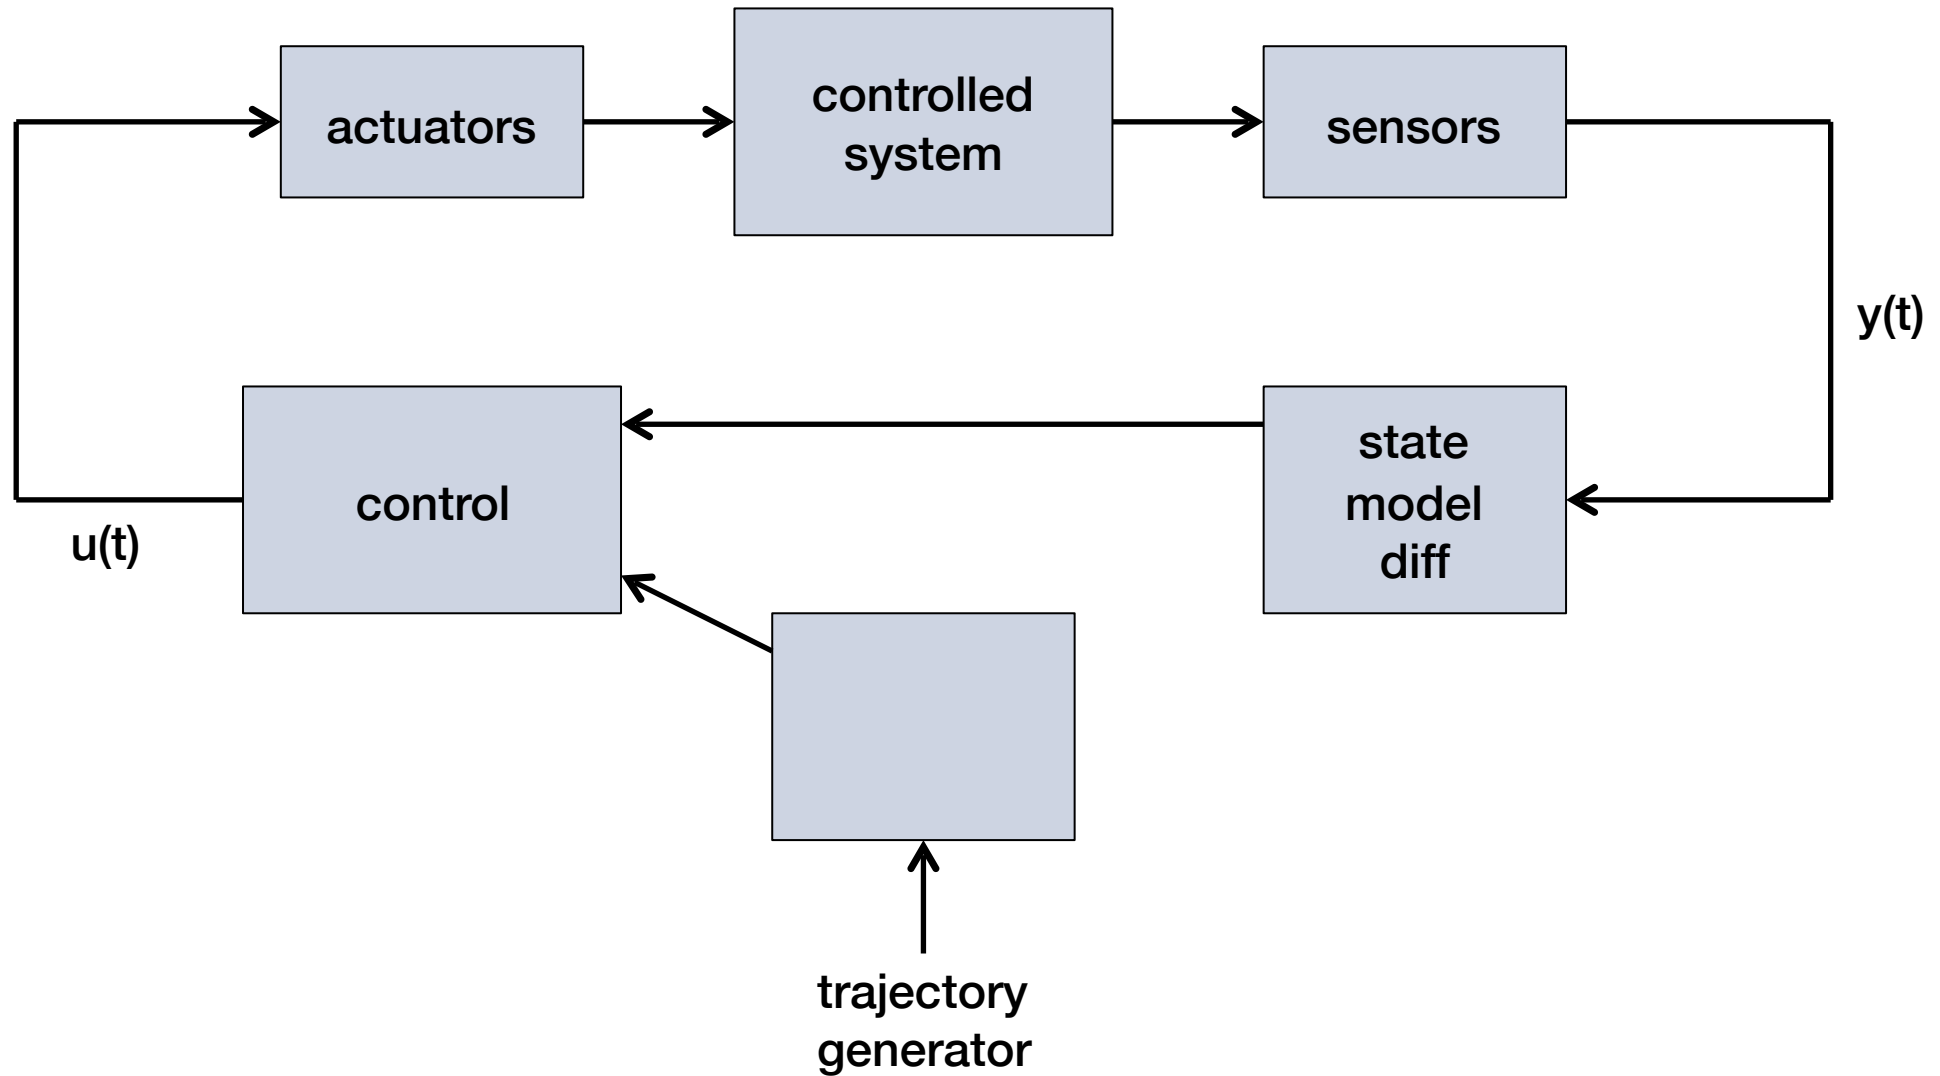 actuators
controlled
system
sensors
y(t)
control
state
model
diff
u(t)
trajectory
generator